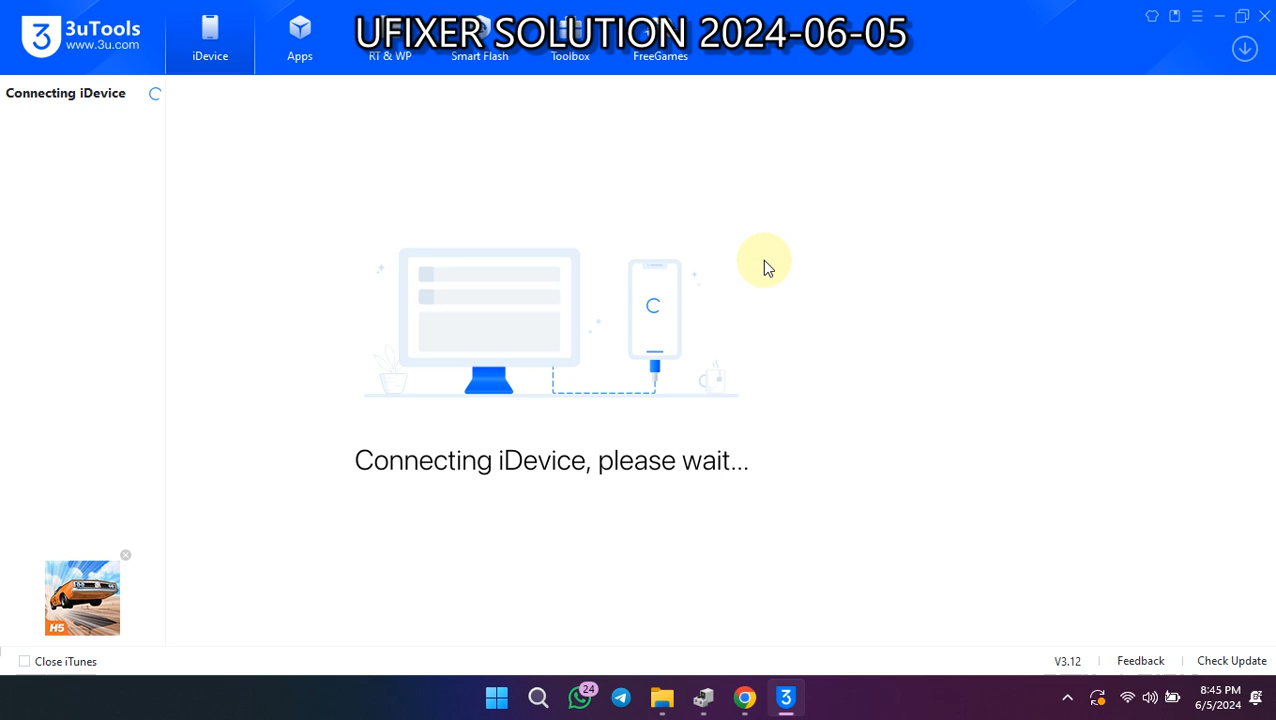 3
3uTools
www.3u.com
iDevice
Apps
RT & WP
Smart Flash
Toolbox
FreeGames
UFIXER SOLUTION 2024-06-05
Connecting iDevice
Connecting iDevice, please wait...
H5
Close iTunes
V3.12
Feedback
Check Update
24
3
8:45 PM
6/5/2024